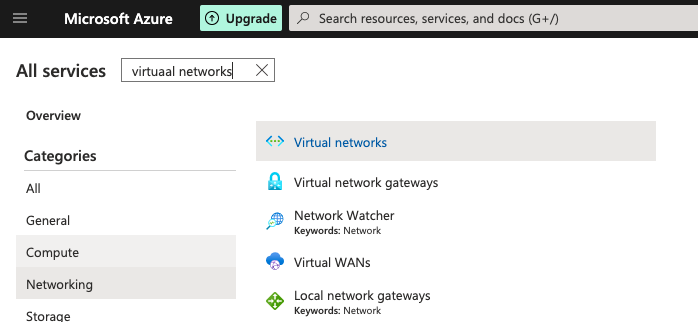 Microsoft Azure
Upgrade
Search resources, services, and docs (G+/)
All services
virtuaal networks
Overview
Categories
All
General
Compute
Networking
Storage
Virtual networks
Virtual network gateways
Network Watcher
Keywords: Network
Virtual WANs
Local network gateways
Keywords: Network